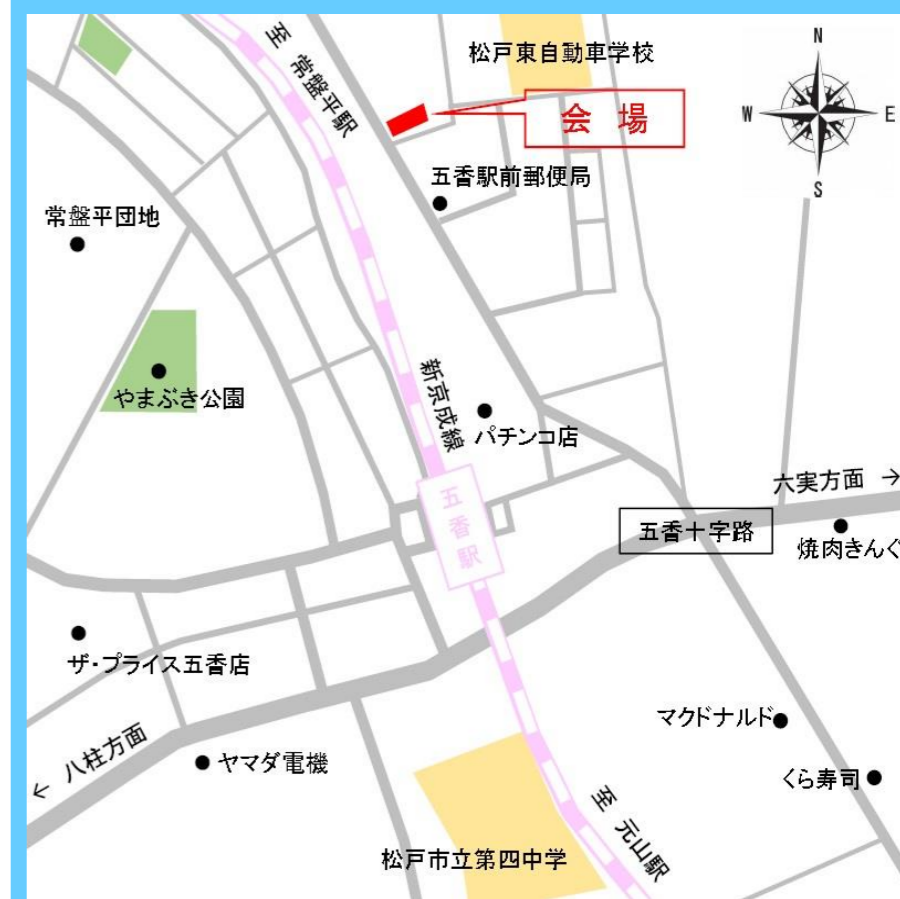 至 常盤平駅
松戸東自動車学校
N
W
E
S
会 場
五香駅前郵便局
常盤平団地
やまぶき公園
新京成線
パチンコ店
五香駅
六実方面 →
五香十字路
焼肉きんぐ
ザ・プライス五香店
マクドナルド
← 八柱方面
ヤマダ電機
くら寿司
至 元山駅
松戸市立第四中学